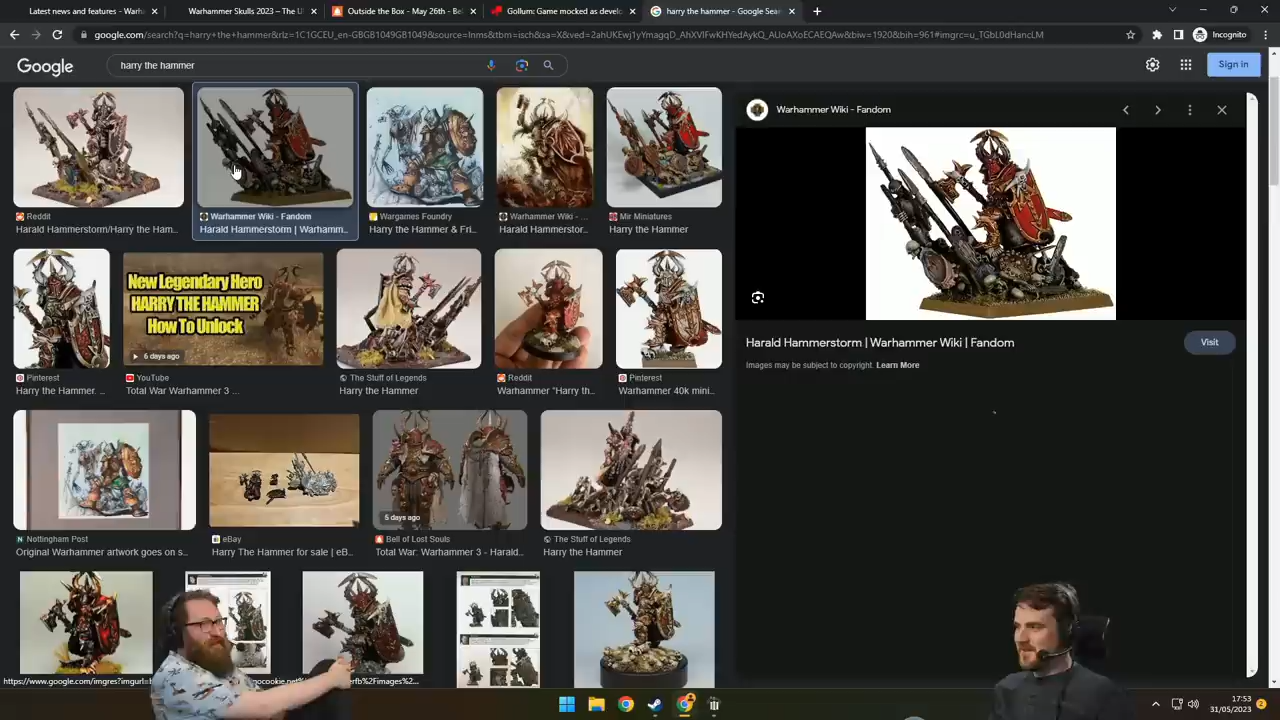 Latest news and features - Warha
Warhammer Skulls 2023 – The U
Outside the Box - May 26th - Bel
Gollum: Game mocked as develo
harry the hammer - Google Sear
google.com/search?q=harry+the+hammer&rlz=1C1GCEU_en-GBGB1049GB1049&source=lnms&tbm=isch&sa=X&ved=2ahUKEwj1yYmagqD_AhXVIFwKHYedAykQ_AUoAXoECAEQAw&biw=1920&bih=961#imgrc=u_TGbL0dHancLM
Incognito
Google
harry the hammer
Sign in
Warhammer Wiki - Fandom
Reddit
Harald Hammerstorm/Harry the Ham...
Warhammer Wiki - Fandom
Harald Hammerstorm | Warhamm...
Wargames Foundry
Harry the Hammer & Fri...
Warhammer Wiki - ...
Harald Hammerstor...
Mir Miniatures
Harry the Hammer
New Legendary Hero
HARRY THE HAMMER
How To Unlock
6 days ago
Pinterest
Harry the Hammer. ...
YouTube
Total War Warhammer 3 ...
The Stuff of Legends
Harry the Hammer
Reddit
Warhammer "Harry th...
Pinterest
Warhammer 40k mini...
Harald Hammerstorm | Warhammer Wiki | Fandom
Visit
Images may be subject to copyright. Learn More
5 days ago
Nottingham Post
Original Warhammer artwork goes on s...
eBay
Harry The Hammer for sale | eB...
Bell of Lost Souls
Total War: Warhammer 3 - Harald...
The Stuff of Legends
Harry the Hammer
17:53
31/05/2023
2